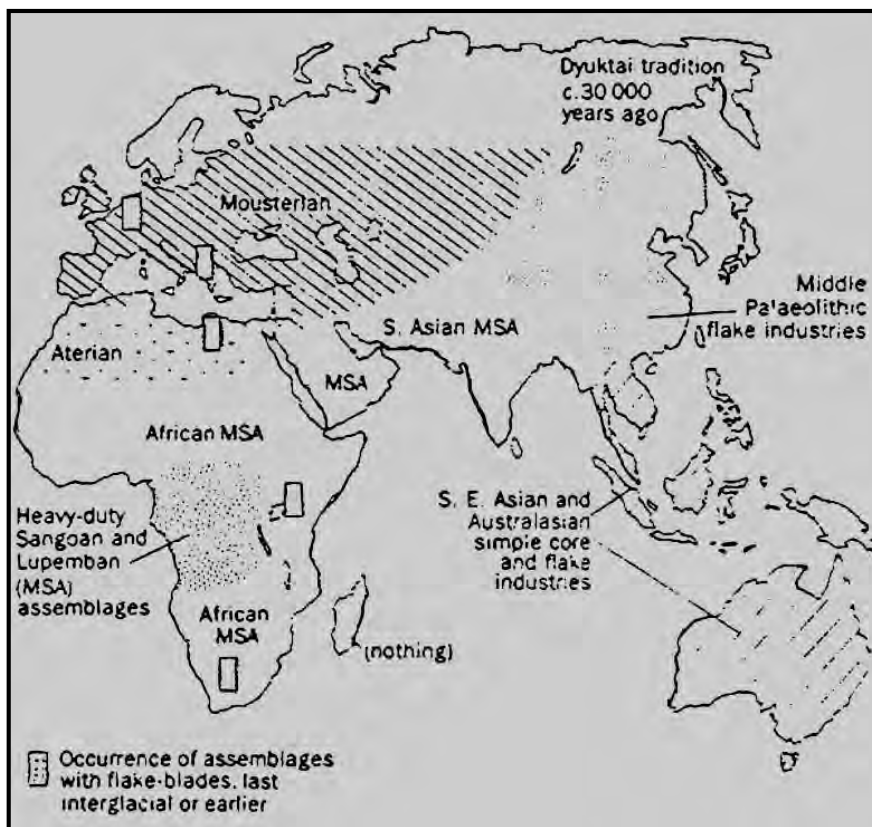 Dyuktai tradition
c.30 000
years ago
Mousterian
Middle
Pa'aeolithic
flake industries
S. Asian MSA
Aterian
MSA
African MSA
S. E. Asian and
Australasian
simple core
and flake
industries
Heavy-duty
Sangoan and
Lupemban
(MSA)
assemblages
African
MSA
(nothing)
Occurrence of assemblages
with flake-blades, last
interglacial or earlier